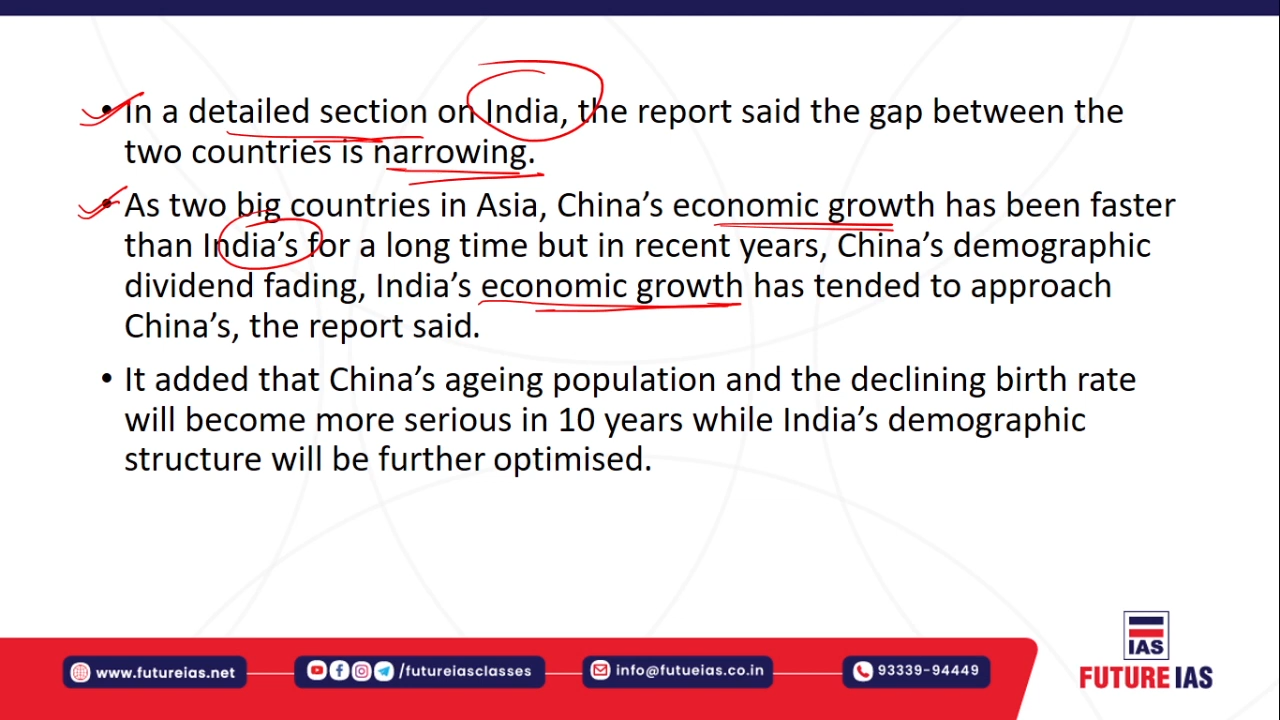 • In a detailed section on India, the report said the gap between the
two countries is narrowing.
• As two big countries in Asia, China's economic growth has been faster
than India's for a long time but in recent years, China's demographic
dividend fading, India's economic growth has tended to approach
China's, the report said.
• It added that China's ageing population and the declining birth rate
will become more serious in 10 years while India's demographic
structure will be further optimised.
IAS
FUTURE IAS
www.futureias.net
/futureiasclasses
info@futueias.co.in
93339-94449